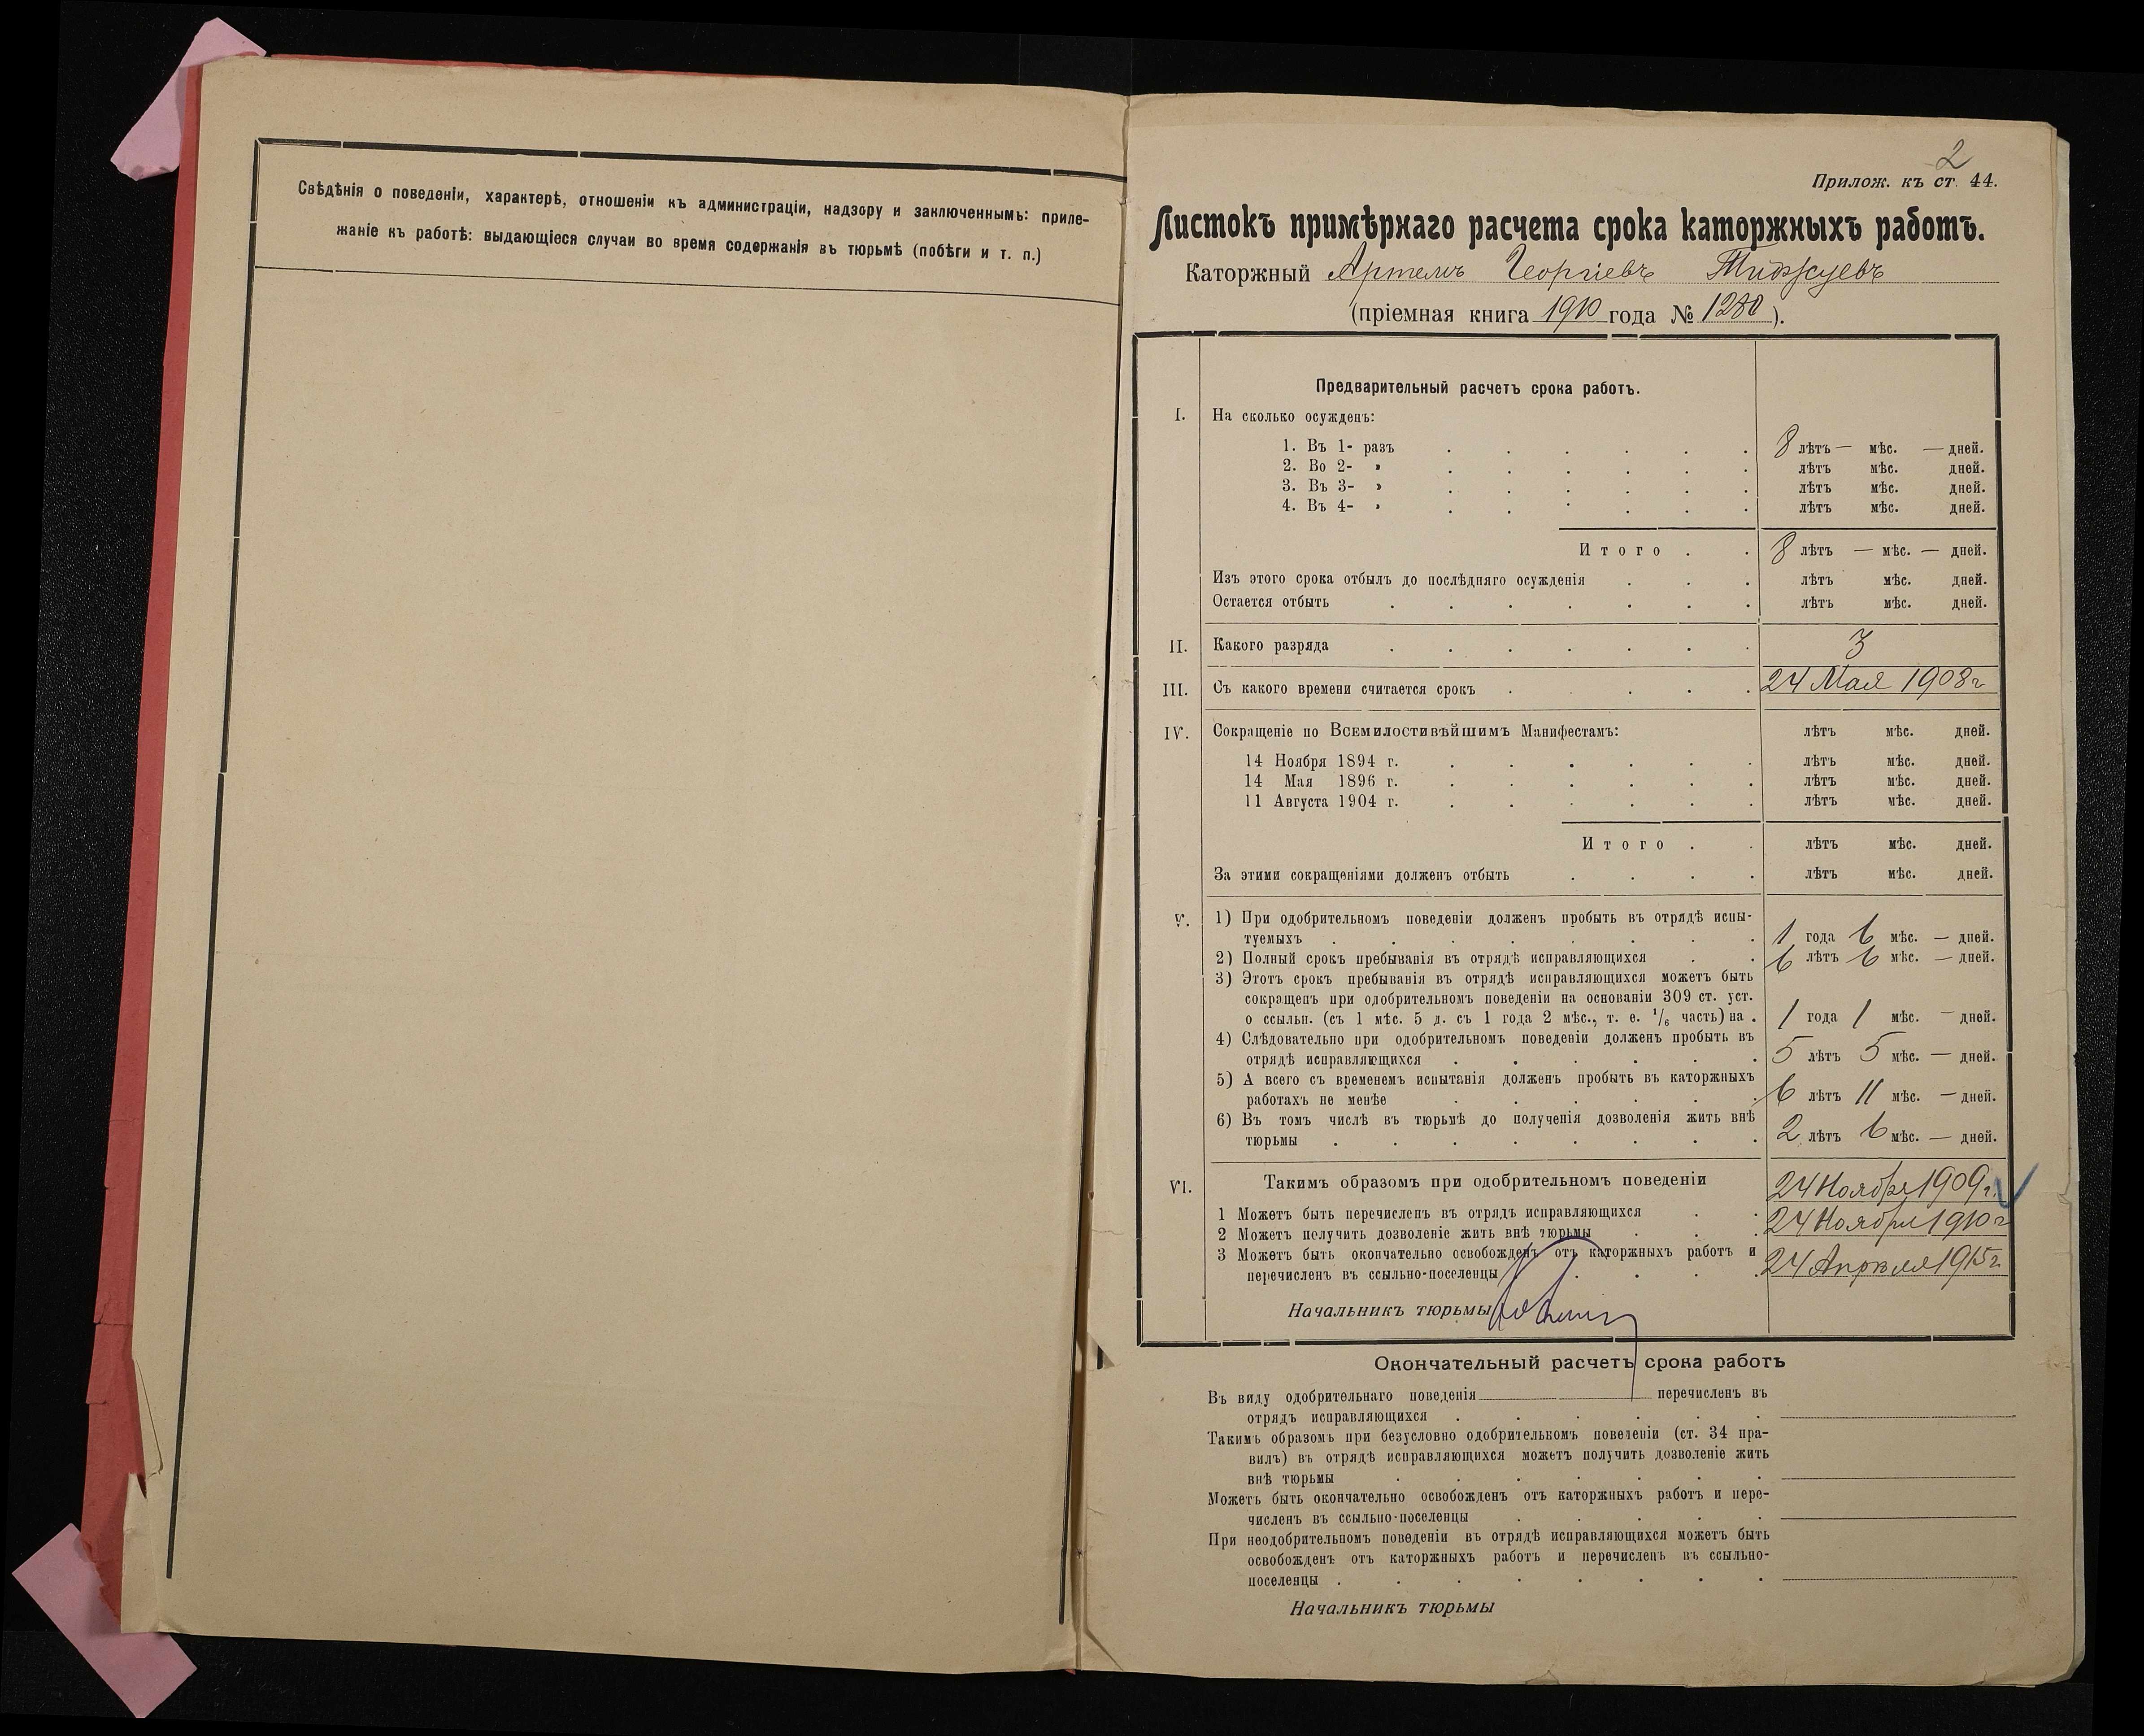 Свѣдѣнія о поведеніи, характерѣ, отношеніи къ администраціи, надзору и заключеннымъ: приле-
жаніе къ работѣ: выдающіеся случаи во время содержанія въ тюрьмѣ (побѣги и т. п.)
2
Прилож. къ ст. 44.
Листокъ примѣрнаго расчета срока каторжныхъ работъ.
Каторжный Артемъ Георгіевъ Тиджуевъ
(пріемная книга 1910 года № 1280).
Предварительный расчетъ срока работъ.
I. На сколько осужденъ:
1. Въ 1- разъ 8 лѣтъ — мѣс. — дней.
2. Во 2- » лѣтъ мѣс. дней.
3. Въ 3- » лѣтъ мѣс. дней.
4. Въ 4- » лѣтъ мѣс. дней.
Итого 8 лѣтъ — мѣс. — дней.
Изъ этого срока отбылъ до послѣдняго осужденія лѣтъ мѣс. дней.
Остается отбыть лѣтъ мѣс. дней.
II. Какого разряда 3
III. Съ какого времени считается срокъ 24 Мая 1908 г
IV. Сокращеніе по Всемилостивѣйшимъ Манифестамъ: лѣтъ мѣс. дней.
14 Ноября 1894 г. лѣтъ мѣс. дней.
14 Мая 1896 г. лѣтъ мѣс. дней.
11 Августа 1904 г. лѣтъ мѣс. дней.
Итого лѣтъ мѣс. дней.
За этими сокращеніями долженъ отбыть лѣтъ мѣс. дней.
V. 1) При одобрительномъ поведеніи долженъ пробыть въ отрядѣ испы-
туемыхъ 1 года 6 мѣс. — дней.
2) Полный срокъ пребыванія въ отрядѣ исправляющихся 6 лѣтъ 6 мѣс. — дней.
3) Этотъ срокъ пребыванія въ отрядѣ исправляющихся можетъ быть
сокращенъ при одобрительномъ поведеніи на основаніи 309 ст. уст.
о ссыльн. (съ 1 мѣс. 5 д. съ 1 года 2 мѣс., т. е. 1/6 часть) на 1 года 1 мѣс. — дней.
4) Слѣдовательно при одобрительномъ поведеніи долженъ пробыть въ
отрядѣ исправляющихся 5 лѣтъ 5 мѣс. — дней.
5) А всего съ временемъ испытанія долженъ пробыть въ каторжныхъ
работахъ не менѣе 6 лѣтъ 11 мѣс. — дней.
6) Въ томъ числѣ въ тюрьмѣ до полученія дозволенія жить внѣ
тюрьмы 2 лѣтъ 6 мѣс. — дней.
VI. Такимъ образомъ при одобрительномъ поведеніи 24 Ноября 1909 г.
1 Можетъ быть перечисленъ въ отрядъ исправляющихся
2 Можетъ получить дозволеніе жить внѣ тюрьмы 24 Ноября 1910 г
3 Можетъ быть окончательно освобожденъ отъ каторжныхъ работъ и
перечисленъ въ ссыльно-поселенцы 24 Апрѣля 1915 г
Начальникъ тюрьмы
Окончательный расчетъ срока работъ
Въ виду одобрительнаго поведенія перечисленъ въ
отрядъ исправляющихся
Такимъ образомъ при безусловно одобрительномъ поведеніи (ст. 34 пра-
вилъ) въ отрядѣ исправляющихся можетъ получить дозволеніе жить
внѣ тюрьмы
Можетъ быть окончательно освобожденъ отъ каторжныхъ работъ и пере-
численъ въ ссыльно-поселенцы
При неодобрительномъ поведеніи въ отрядѣ исправляющихся можетъ быть
освобожденъ отъ каторжныхъ работъ и перечисленъ въ ссыльно-
поселенцы
Начальникъ тюрьмы